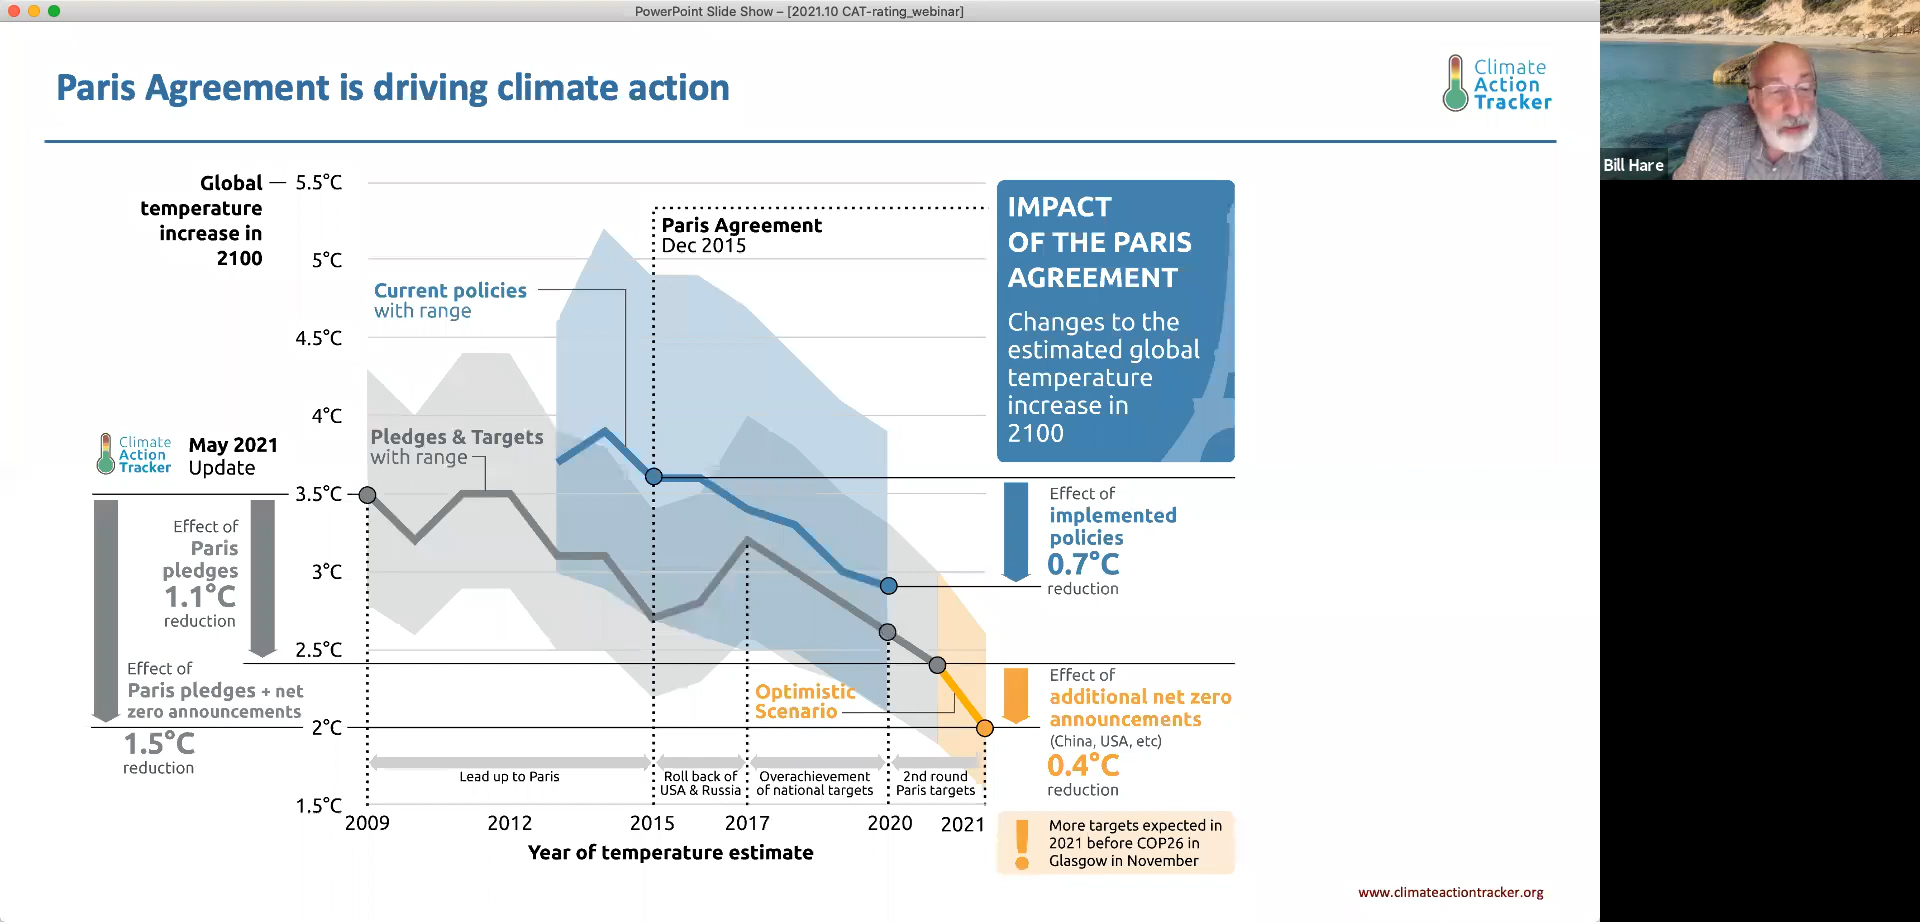 PowerPoint Slide Show – [2021.10 CAT-rating_webinar]
Paris Agreement is driving climate action
Climate
Action
Tracker
Bill Hare
Global
temperature
increase in
2100
5.5°C
5°C
4.5°C
4°C
3.5°C
3°C
2.5°C
2°C
1.5°C
Paris Agreement
Dec 2015
Current policies
with range
Pledges & Targets
with range
Climate
Action
Tracker
May 2021
Update
Effect of
Paris
pledges
1.1°C
reduction
Effect of
Paris pledges + net
zero announcements
1.5°C
reduction
Optimistic
Scenario
Lead up to Paris
Roll back of
USA & Russia
Overachievement
of national targets
2nd round
Paris targets
2009
2012
2015
2017
2020
2021
Year of temperature estimate
IMPACT
OF THE PARIS
AGREEMENT
Changes to the
estimated global
temperature
increase in
2100
Effect of
implemented
policies
0.7°C
reduction
Effect of
additional net zero
announcements
(China, USA, etc)
0.4°C
reduction
More targets expected in
2021 before COP26 in
Glasgow in November
www.climateactiontracker.org